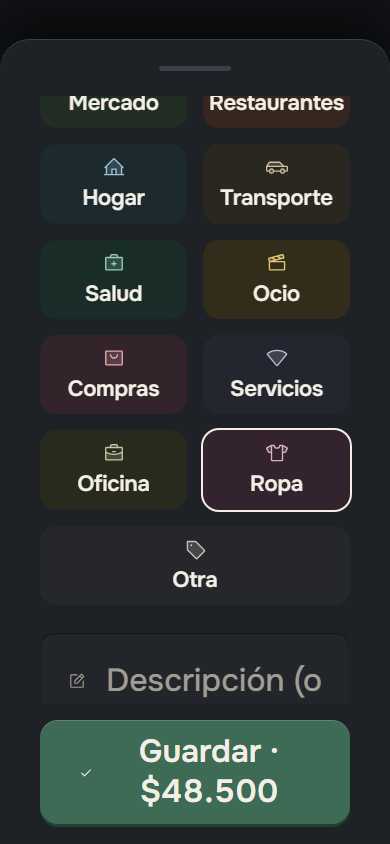 Mercado
Restaurantes
Hogar
Transporte
Salud
Ocio
Compras
Servicios
Oficina
Ropa
Otra
Descripción (o
Guardar ·
$48.500